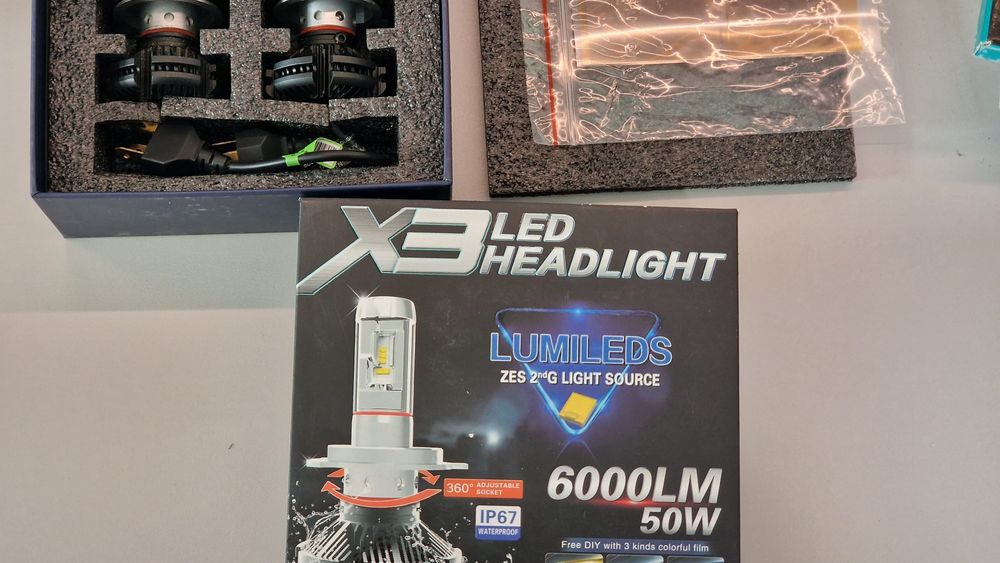 X3 LED
HEADLIGHT
LUMILEDS
ZES 2ndG LIGHT SOURCE
360° ADJUSTABLE
SOCKET
IP67
WATERPROOF
6000LM
50W
Free DIY with 3 kinds colorful film